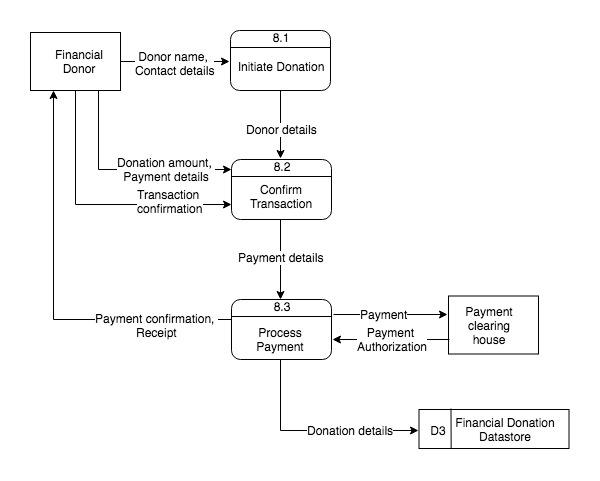 8.1
Financial
Donor
Donor name,
Contact details
Initiate Donation
Donor details
8.2
Donation amount,
Payment details
Confirm
Transaction
Transaction
confirmation
Payment details
8.3
Payment confirmation,
Receipt
Process
Payment
Payment
Payment
Authorization
Payment
clearing
house
Donation details
D3
Financial Donation
Datastore